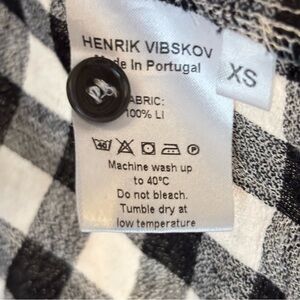 HENRIK VIBSKOV
Made In Portugal
XS
FABRIC:
100% LI
Machine wash up
to 40°C
Do not bleach.
Tumble dry at
low temperature